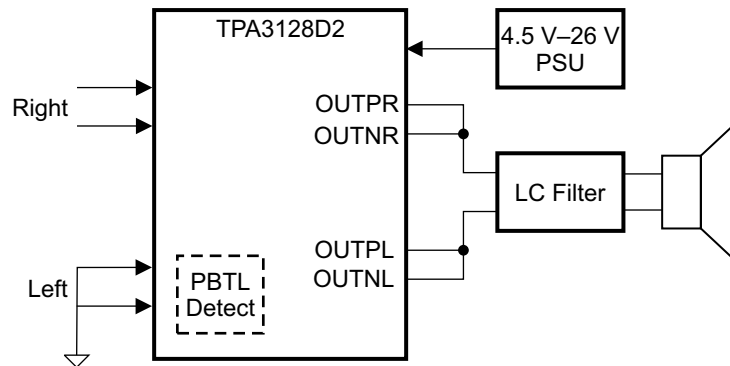 TPA3128D2
4.5 V–26 V
PSU
Right
OUTPR
OUTNR
LC Filter
OUTPL
OUTNL
Left
PBTL
Detect